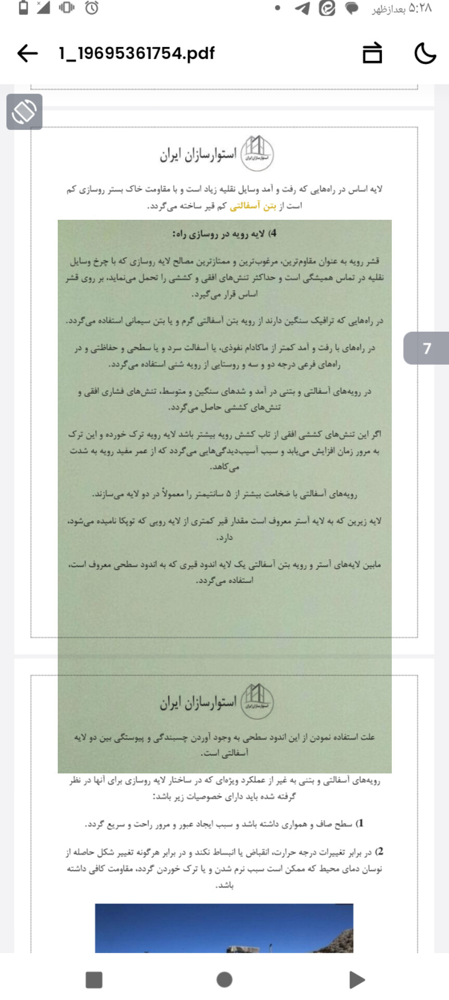 ۵:۲۸ بعدازظهر
1_19695361754.pdf
استوارسازان ایران
استوارسازان ایران
لایه اساس در راه‌هایی که رفت و آمد وسایل نقلیه زیاد است و با مقاومت خاک بستر روسازی کم
است از بتن آسفالتی کم قیر ساخته می‌گردد.
4) لایه رویه در روسازی راه:
قشر رویه به عنوان مقاوم‌ترین، مرغوب‌ترین و ممتازترین مصالح لایه روسازی که با چرخ وسایل
نقلیه در تماس همیشگی است و حداکثر تنش‌های افقی و کششی را تحمل می‌نماید، بر روی قشر
اساس قرار می‌گیرد.
در راه‌هایی که ترافیک سنگین دارند از رویه بتن آسفالتی گرم و یا بتن سیمانی استفاده می‌گردد.
در راه‌های با رفت و آمد کمتر از ماکادام نفوذی، یا آسفالت سرد و یا سطحی و حفاظتی و در
راه‌های فرعی درجه دو و سه و روستایی از رویه شنی استفاده می‌گردد.
7
در رویه‌های آسفالتی و بتنی در آمد و شدهای سنگین و متوسط، تنش‌های فشاری افقی و
تنش‌های کششی حاصل می‌گردد.
اگر این تنش‌های کششی افقی از تاب کشش رویه بیشتر باشد لایه رویه ترک خورده و این ترک
به مرور زمان افزایش می‌یابد و سبب آسیب‌دیدگی‌هایی می‌گردد که از عمر مفید رویه به شدت
می‌کاهد.
رویه‌های آسفالتی با ضخامت بیشتر از ۵ سانتیمتر را معمولاً در دو لایه می‌سازند.
لایه زیرین که به لایه آستر معروف است مقدار قیر کمتری از لایه رویی که توپکا نامیده می‌شود،
دارد.
مابین لایه‌های آستر و رویه بتن آسفالتی یک لایه اندود قیری که به اندود سطحی معروف است،
استفاده می‌گردد.
استوارسازان ایران
استوارسازان ایران
علت استفاده نمودن از این اندود سطحی به وجود آوردن چسبندگی و پیوستگی بین دو لایه
آسفالتی است.
رویه‌های آسفالتی و بتنی به غیر از عملکرد ویژه‌ای که در ساختار لایه روسازی برای آنها در نظر
گرفته شده باید دارای خصوصیات زیر باشد:
1) سطح صاف و همواری داشته باشد و سبب ایجاد عبور و مرور راحت و سریع گردد.
2) در برابر تغییرات درجه حرارت، انقباض یا انبساط نکند و در برابر هرگونه تغییر شکل حاصله از
نوسان دمای محیط که ممکن است سبب نرم شدن و یا ترک خوردن گردد، مقاومت کافی داشته
باشد.